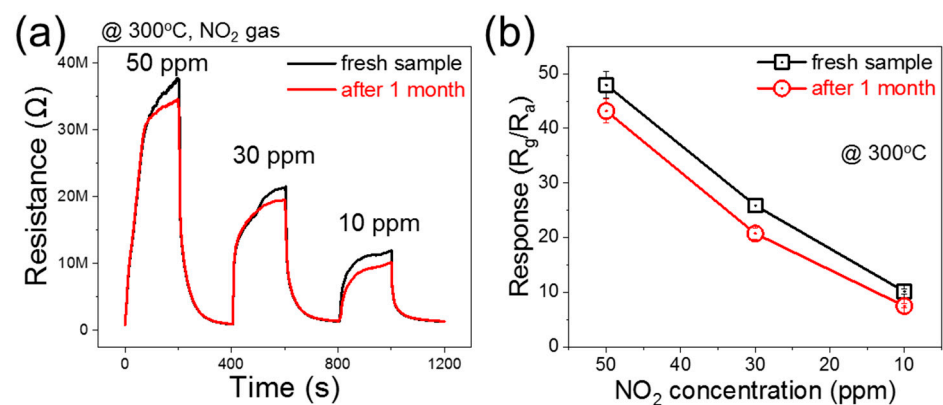 (a)
@ 300°C, NO₂ gas
50 ppm
30 ppm
10 ppm
fresh sample
after 1 month
40M
30M
20M
10M
0M
Resistance (Ω)
0
400
800
1200
Time (s)
(b)
fresh sample
after 1 month
@ 300°C
50
40
30
20
10
0
Response (Rg/Ra)
50
40
30
20
10
NO₂ concentration (ppm)